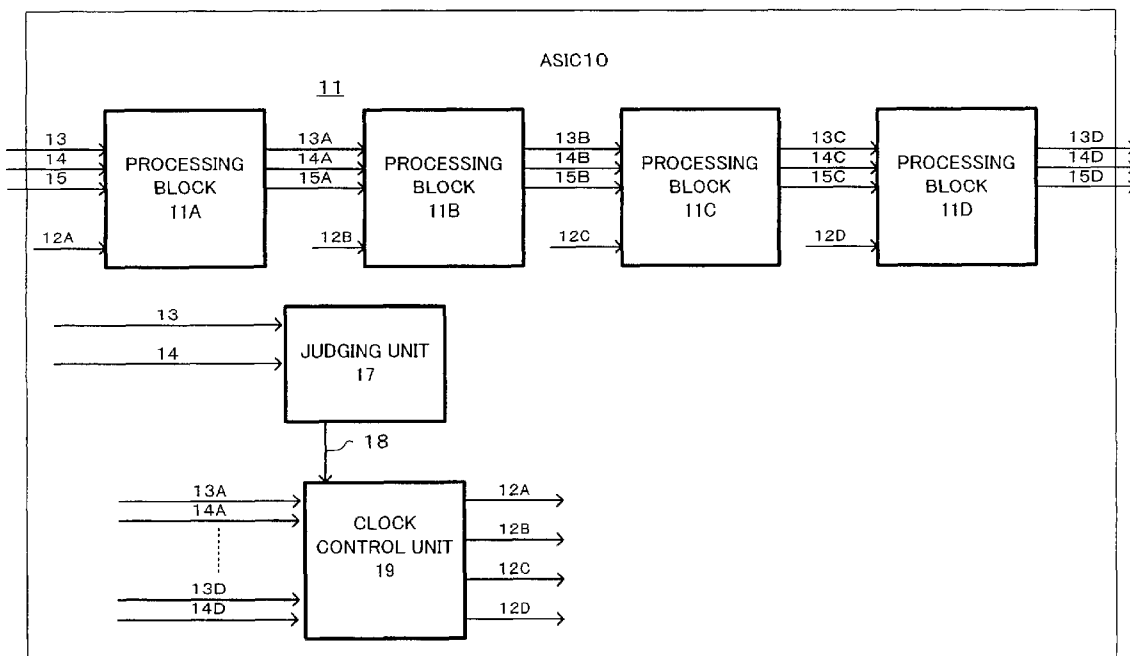 ASIC10
11
13
14
15
12A
PROCESSING
BLOCK
11A
13A
14A
15A
12B
PROCESSING
BLOCK
11B
13B
14B
15B
12C
PROCESSING
BLOCK
11C
13C
14C
15C
12D
PROCESSING
BLOCK
11D
13D
14D
15D
13
14
JUDGING UNIT
17
18
13A
14A
13D
14D
CLOCK
CONTROL UNIT
19
12A
12B
12C
12D